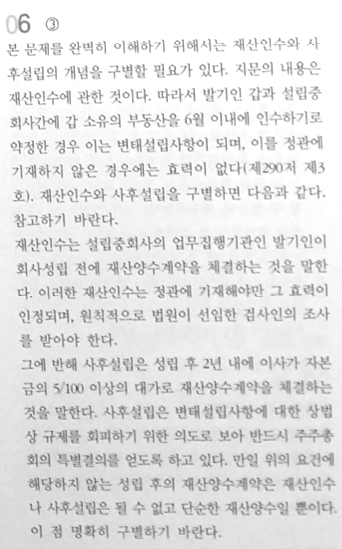 06 ③
본 문제를 완벽히 이해하기 위해서는 재산인수와 사
후설립의 개념을 구별할 필요가 있다. 지문의 내용은
재산인수에 관한 것이다. 따라서 발기인 갑과 설립중
회사간에 갑 소유의 부동산을 6월 이내에 인수하기로
약정한 경우 이는 변태설립사항이 되며, 이를 정관에
기재하지 않은 경우에는 효력이 없다(제290저 제3
호). 재산인수와 사후설립을 구별하면 다음과 같다.
참고하기 바란다.
재산인수는 설립중회사의 업무집행기관인 발기인이
회사성립 전에 재산양수계약을 체결하는 것을 말한
다. 이러한 재산인수는 정관에 기재해야만 그 효력이
인정되며, 원칙적으로 법원이 선임한 검사인의 조사
를 받아야 한다.
그에 반해 사후설립은 성립 후 2년 내에 이사가 자본
금의 5/100 이상의 대가로 재산양수계약을 체결하는
것을 말한다. 사후설립은 변태설립사항에 대한 상법
상 규제를 회피하기 위한 의도로 보아 반드시 주주총
회의 특별결의를 얻도록 하고 있다. 만일 위의 요건에
해당하지 않는 성립 후의 재산양수계약은 재산인수
나 사후설립은 될 수 없고 단순한 재산양수일 뿐이다.
이 점 명확히 구별하기 바란다.